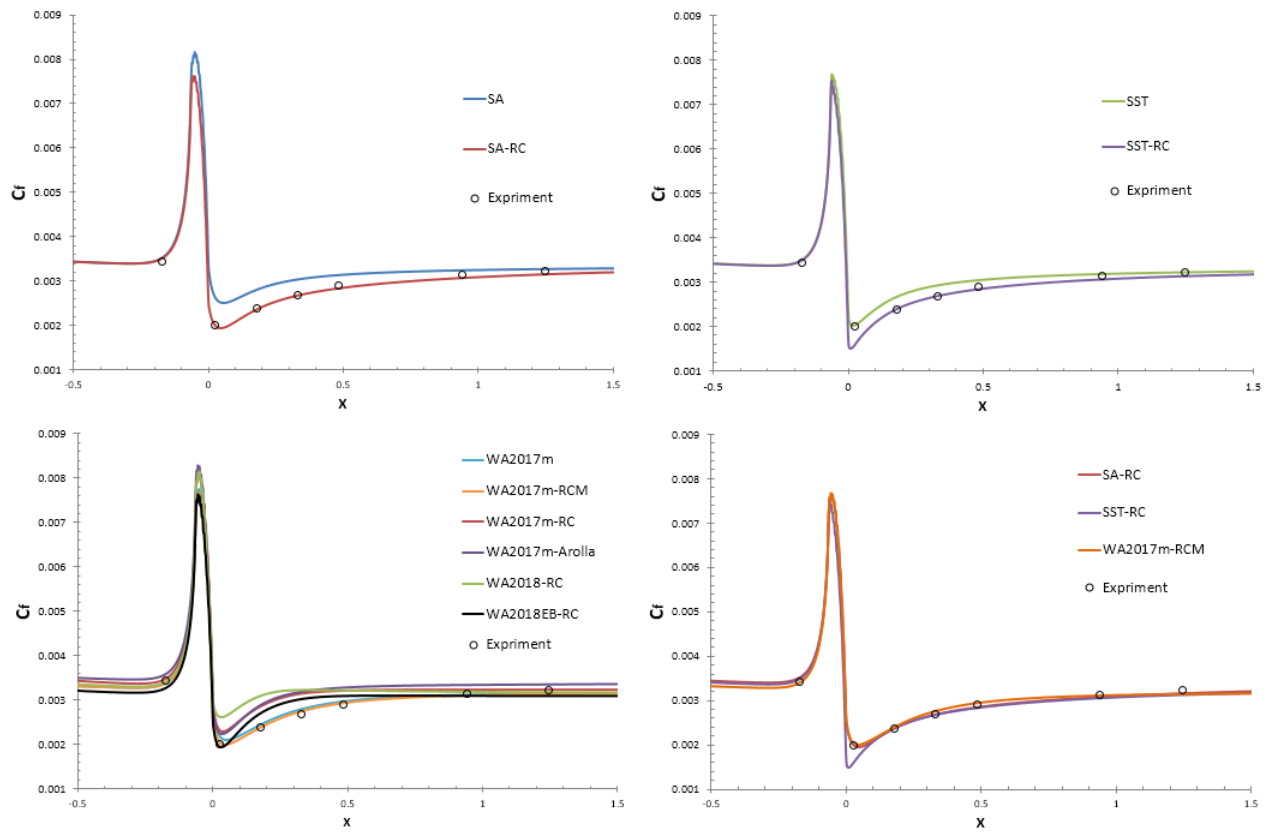 0.009
0.008
0.007
0.006
0.005
0.004
0.003
0.002
0.001
Cf
-0.5
0
0.5
1
1.5
X
SA
SA-RC
Expriment
0.009
0.008
0.007
0.006
0.005
0.004
0.003
0.002
0.001
Cf
-0.5
0
0.5
1
1.5
X
SST
SST-RC
Expriment
0.009
0.008
0.007
0.006
0.005
0.004
0.003
0.002
0.001
Cf
-0.5
0
0.5
1
1.5
X
WA2017m
WA2017m-RCM
WA2017m-RC
WA2017m-Arolla
WA2018-RC
WA2018EB-RC
Expriment
0.009
0.008
0.007
0.006
0.005
0.004
0.003
0.002
0.001
Cf
-0.5
0
0.5
1
1.5
X
SA-RC
SST-RC
WA2017m-RCM
Expriment